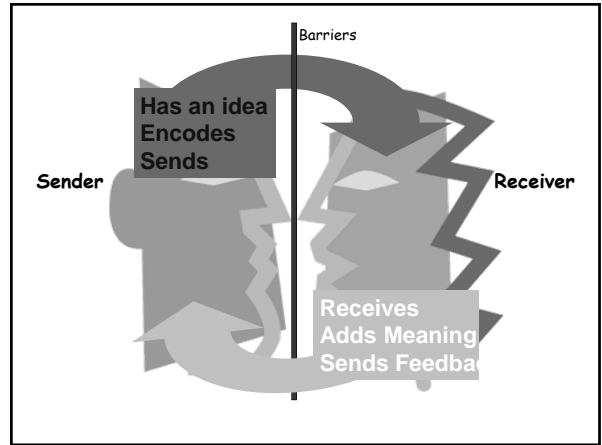 Barriers
Has an idea
Encodes
Sends
Sender
Receiver
Receives
Adds Meaning
Sends Feedba